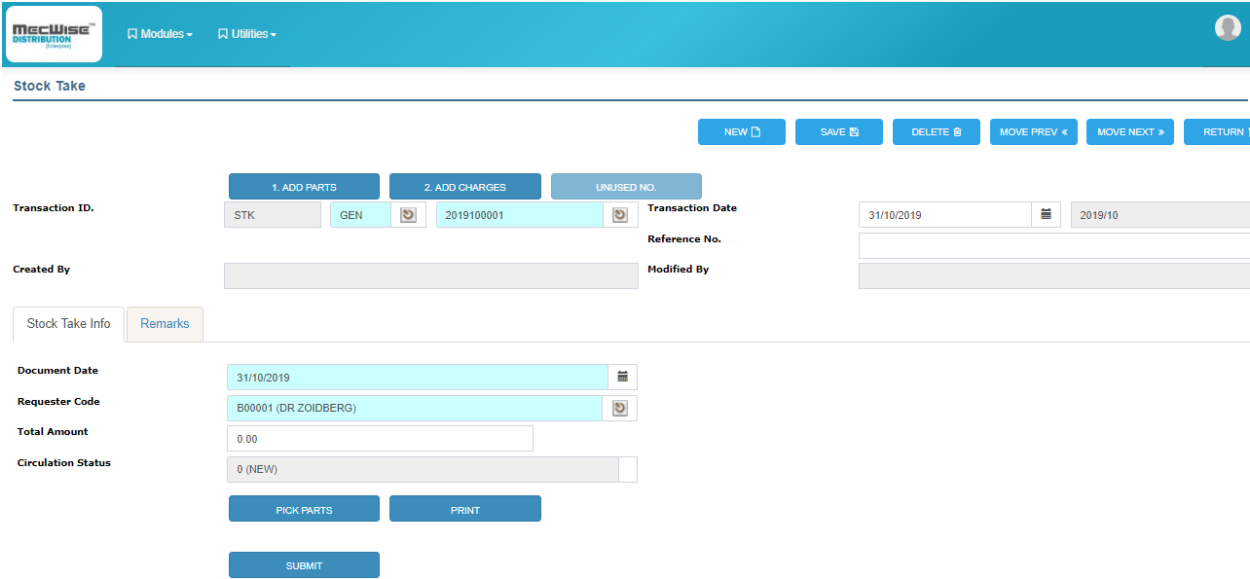 MecWise™
DISTRIBUTION
[Enterprise]
Modules
Utilities
Stock Take
NEW SAVE DELETE MOVE PREV « MOVE NEXT » RETURN
1. ADD PARTS 2. ADD CHARGES UNUSED NO.
Transaction ID. STK GEN 2019100001 Transaction Date 31/10/2019 2019/10
Reference No.
Created By Modified By
Stock Take Info Remarks
Document Date 31/10/2019
Requester Code B00001 (DR ZOIDBERG)
Total Amount 0.00
Circulation Status 0 (NEW)
PICK PARTS PRINT
SUBMIT